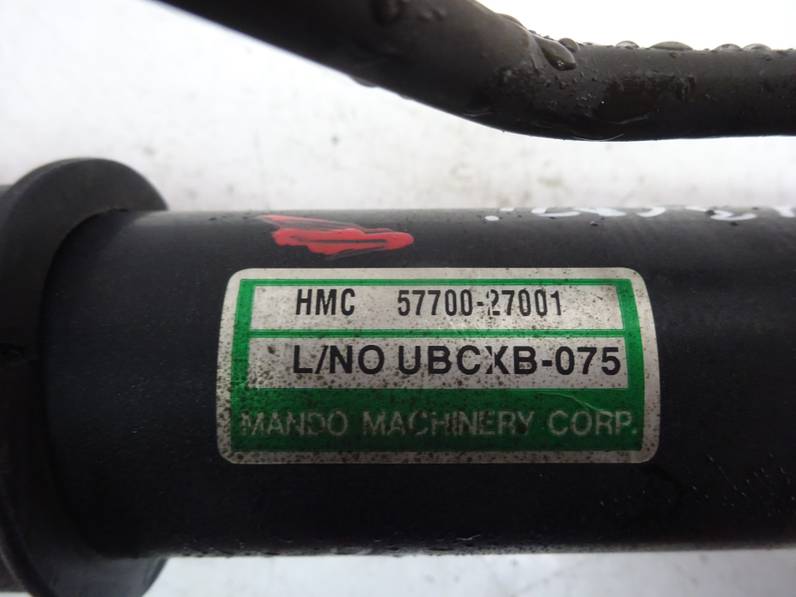 HMC 57700-27001
L/NO UBCXB-075
MANDO MACHINERY CORP.